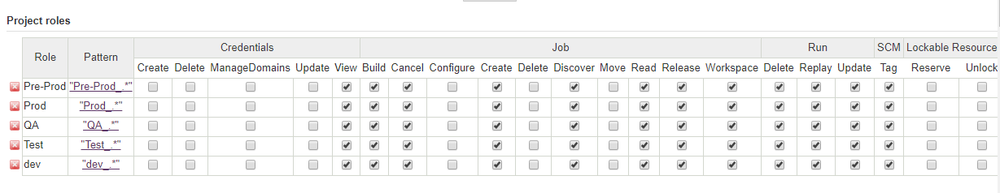 Project roles
Role Pattern Credentials Job Run SCM Lockable Resource
Create Delete ManageDomains Update View Build Cancel Configure Create Delete Discover Move Read Release Workspace Delete Replay Update Tag Reserve Unlock
Pre-Prod "Pre-Prod_.*"
Prod "Prod_.*"
QA "QA_.*"
Test "Test_.*"
dev "dev_.*"